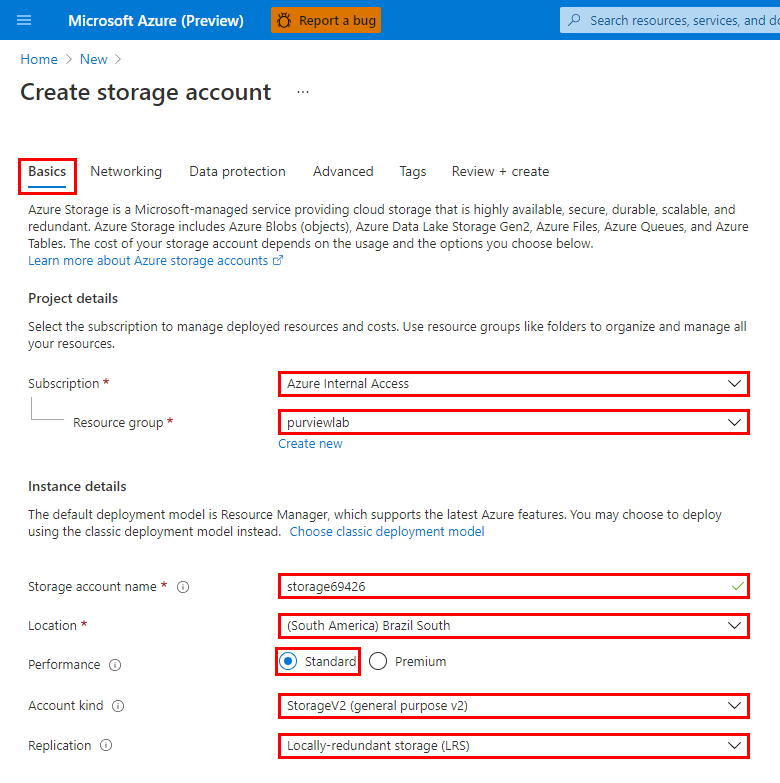 Microsoft Azure (Preview) Report a bug Search resources, services, and do
Home > New >
Create storage account ...
Basics Networking Data protection Advanced Tags Review + create
Azure Storage is a Microsoft-managed service providing cloud storage that is highly available, secure, durable, scalable, and
redundant. Azure Storage includes Azure Blobs (objects), Azure Data Lake Storage Gen2, Azure Files, Azure Queues, and Azure
Tables. The cost of your storage account depends on the usage and the options you choose below.
Learn more about Azure storage accounts
Project details
Select the subscription to manage deployed resources and costs. Use resource groups like folders to organize and manage all
your resources.
Subscription * Azure Internal Access
Resource group * purviewlab
Create new
Instance details
The default deployment model is Resource Manager, which supports the latest Azure features. You may choose to deploy
using the classic deployment model instead. Choose classic deployment model
Storage account name * storage69426
Location * (South America) Brazil South
Performance Standard Premium
Account kind StorageV2 (general purpose v2)
Replication Locally-redundant storage (LRS)